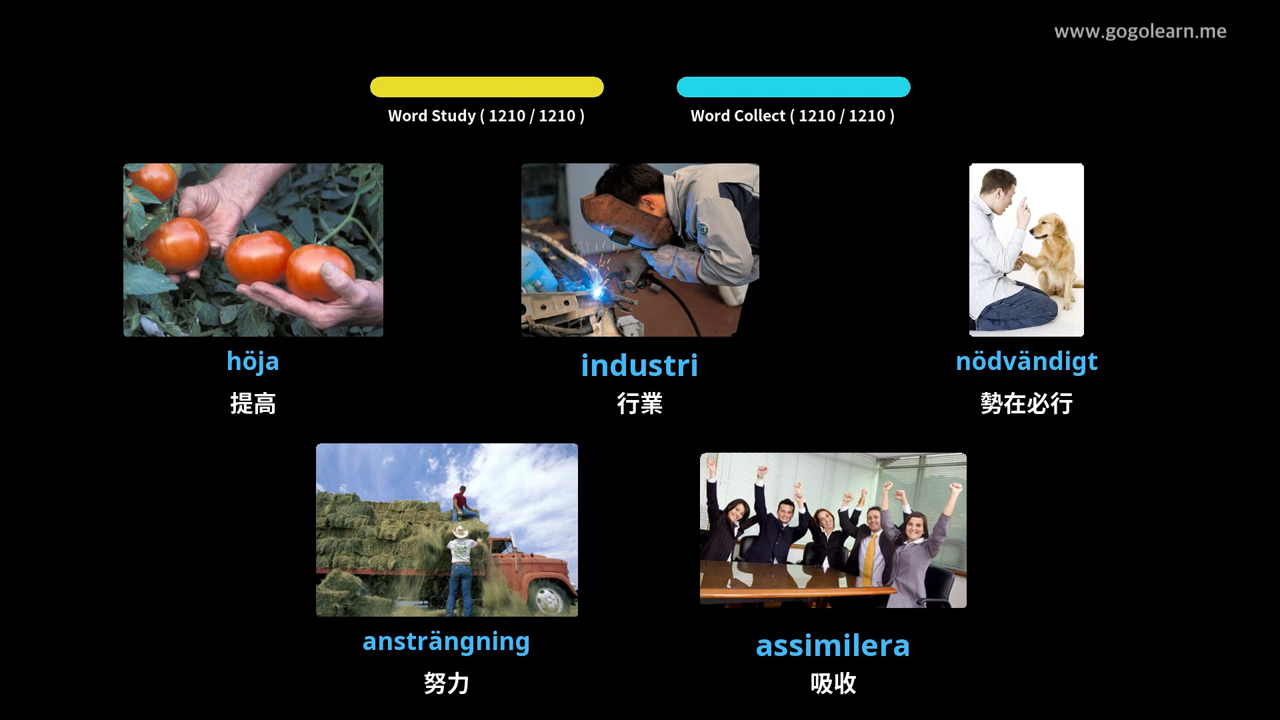 www.gogolearn.me
Word Study ( 1210 / 1210 )
Word Collect ( 1210 / 1210 )
höja
提高
industri
行業
nödvändigt
勢在必行
ansträngning
努力
assimilera
吸收